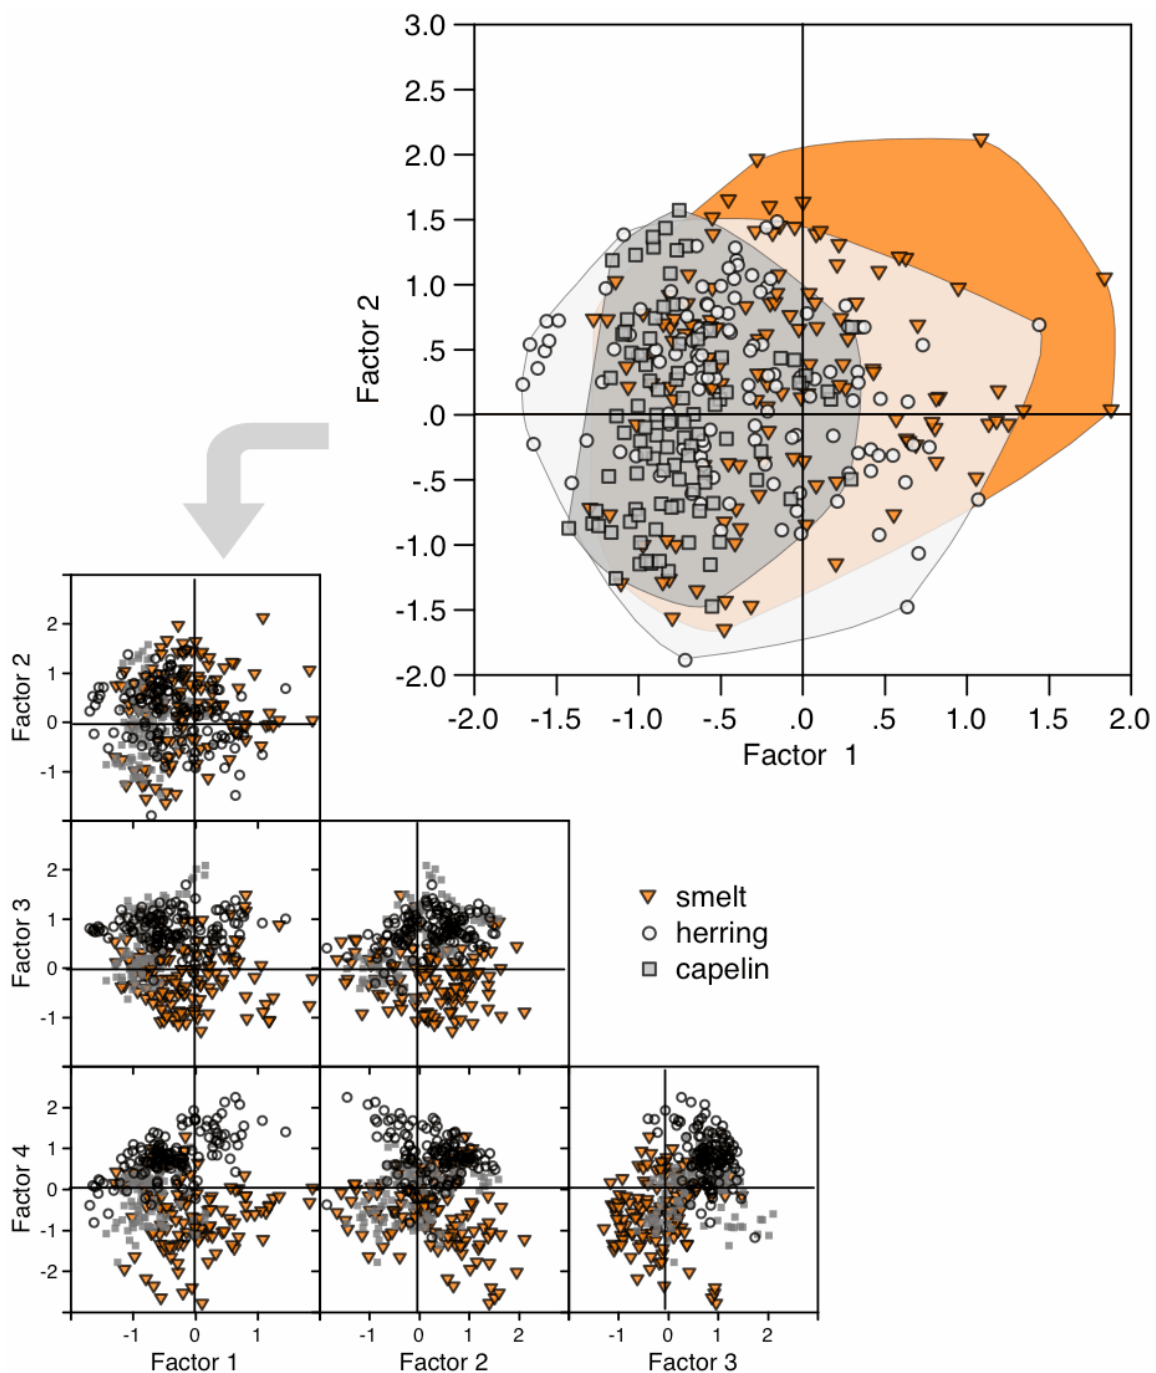 3.0
2.5
2.0
1.5
1.0
.5
.0
-.5
-1.0
-1.5
-2.0
Factor 2
-2.0 -1.5 -1.0 -.5 .0 .5 1.0 1.5 2.0
Factor 1
2
1
0
-1
Factor 2
2
1
0
-1
Factor 3
smelt
herring
capelin
2
1
0
-1
-2
Factor 4
-1 0 1 -1 0 1 2 -1 0 1 2
Factor 1 Factor 2 Factor 3